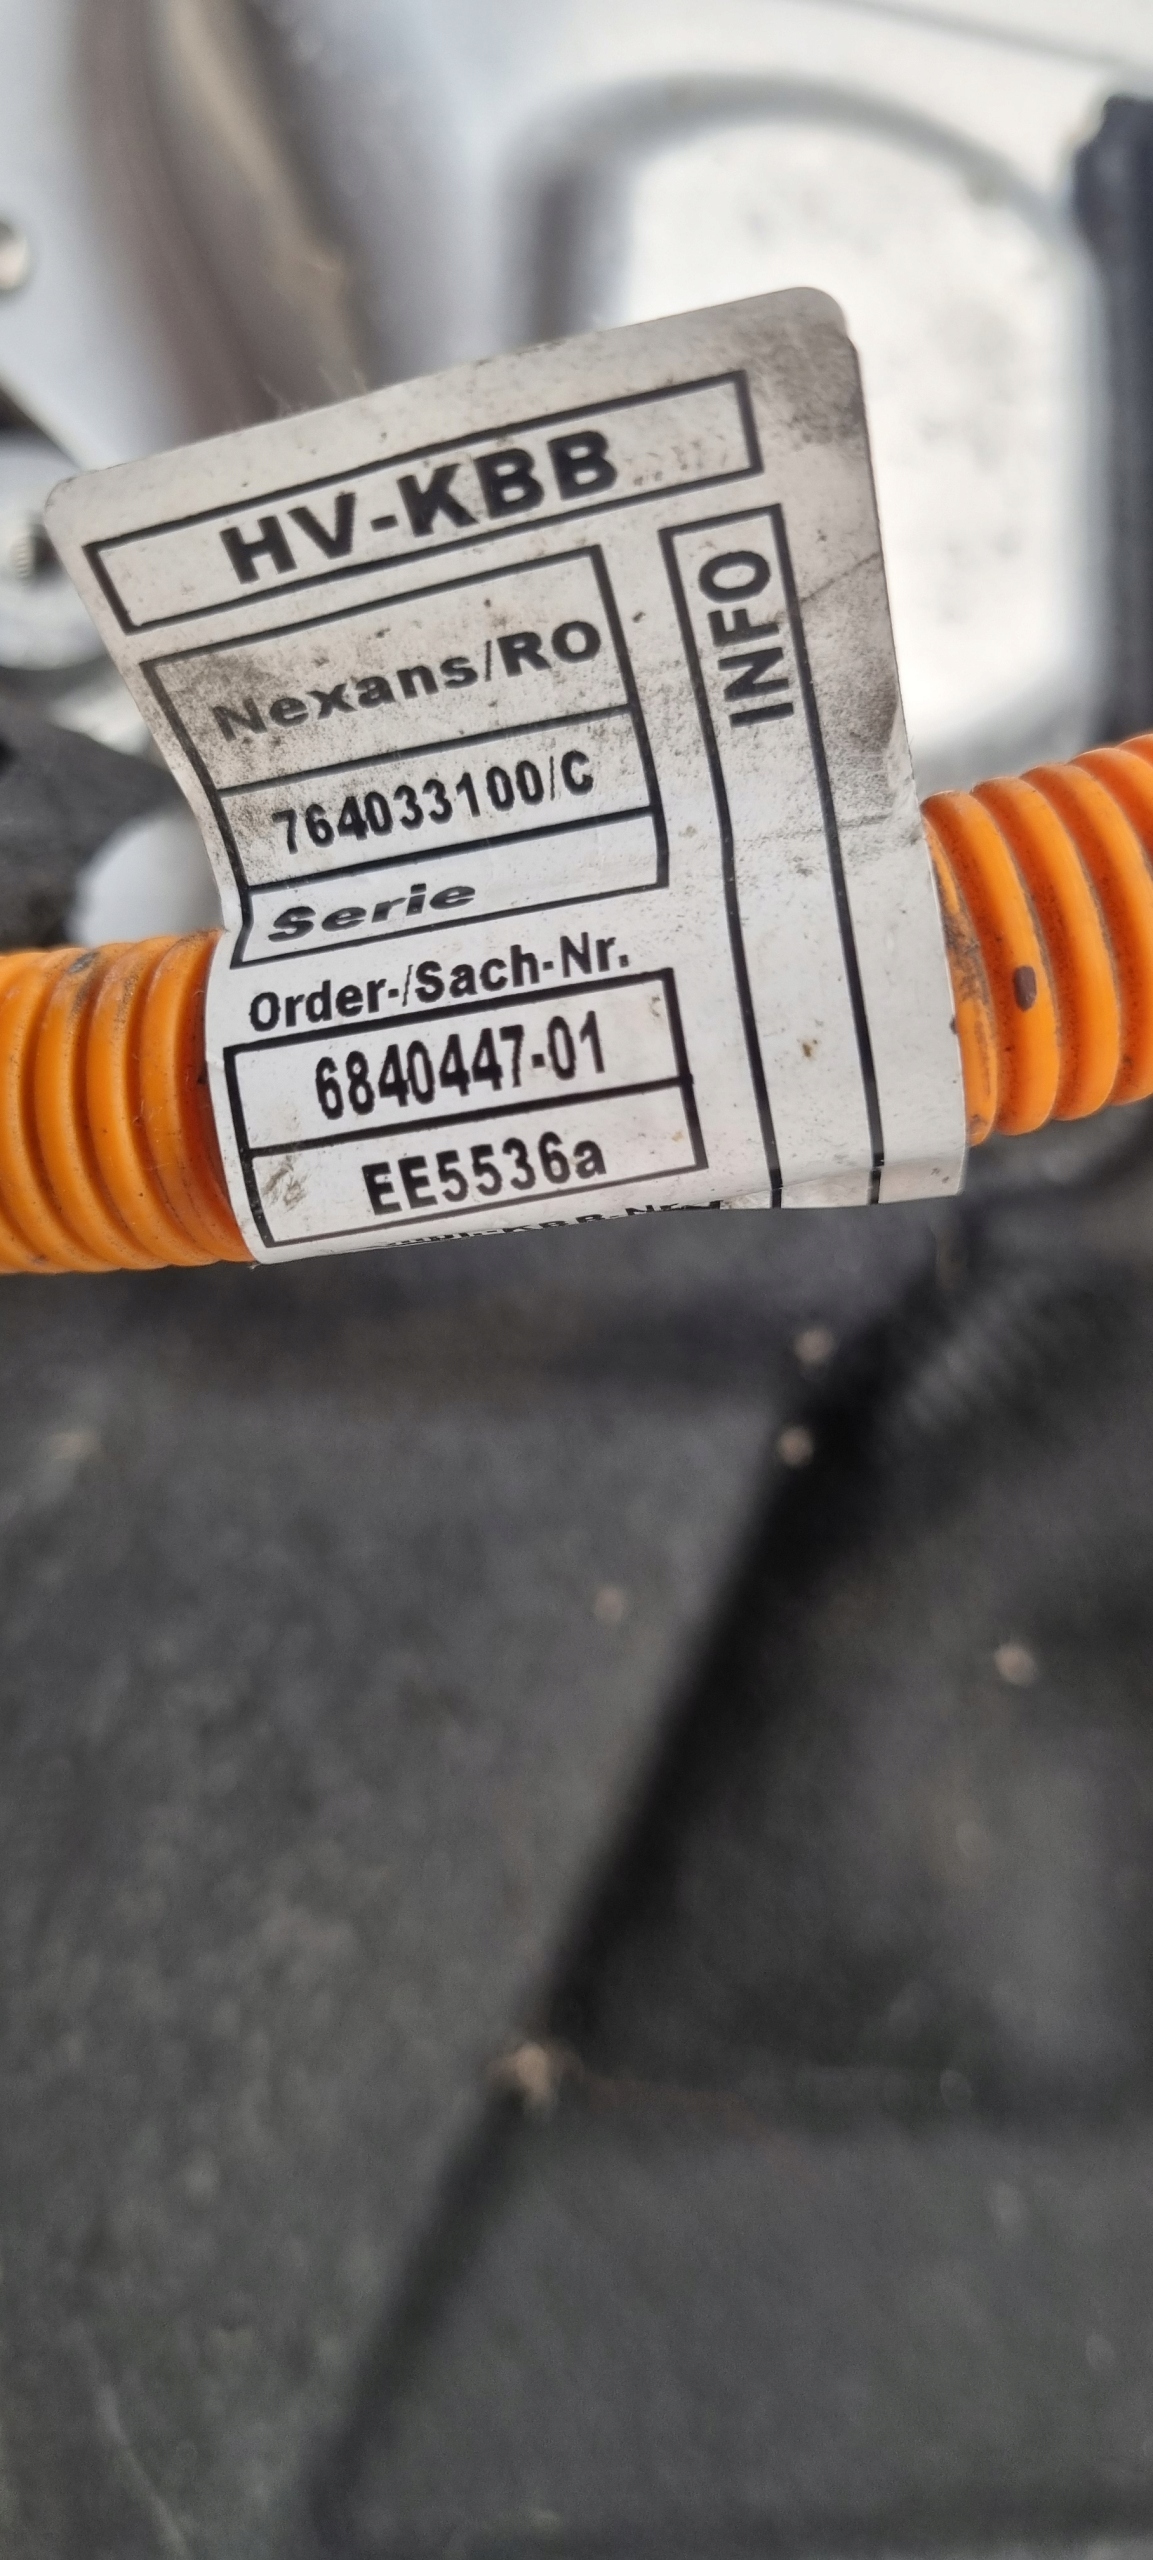 HV-KBB
Nexans/RO
764033100/C
Serie
Order-/Sach-Nr.
6840447-01
EE5536a
INFO